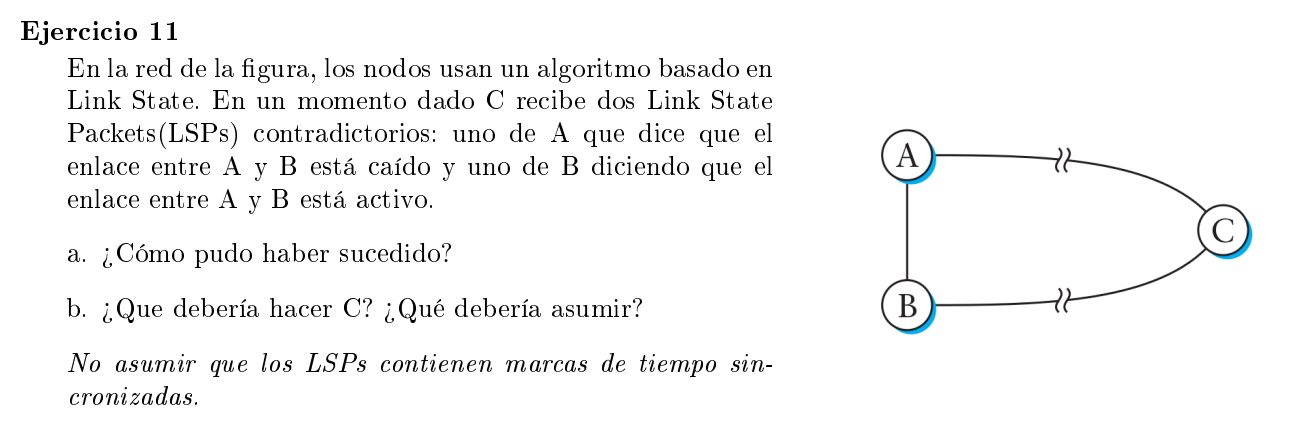 Ejercicio 11
En la red de la figura, los nodos usan un algoritmo basado en
Link State. En un momento dado C recibe dos Link State
Packets(LSPs) contradictorios: uno de A que dice que el
enlace entre A y B está caído y uno de B diciendo que el
enlace entre A y B está activo.
a. ¿Cómo pudo haber sucedido?
b. ¿Que debería hacer C? ¿Qué debería asumir?
No asumir que los LSPs contienen marcas de tiempo sin-
cronizadas.
A
C
B